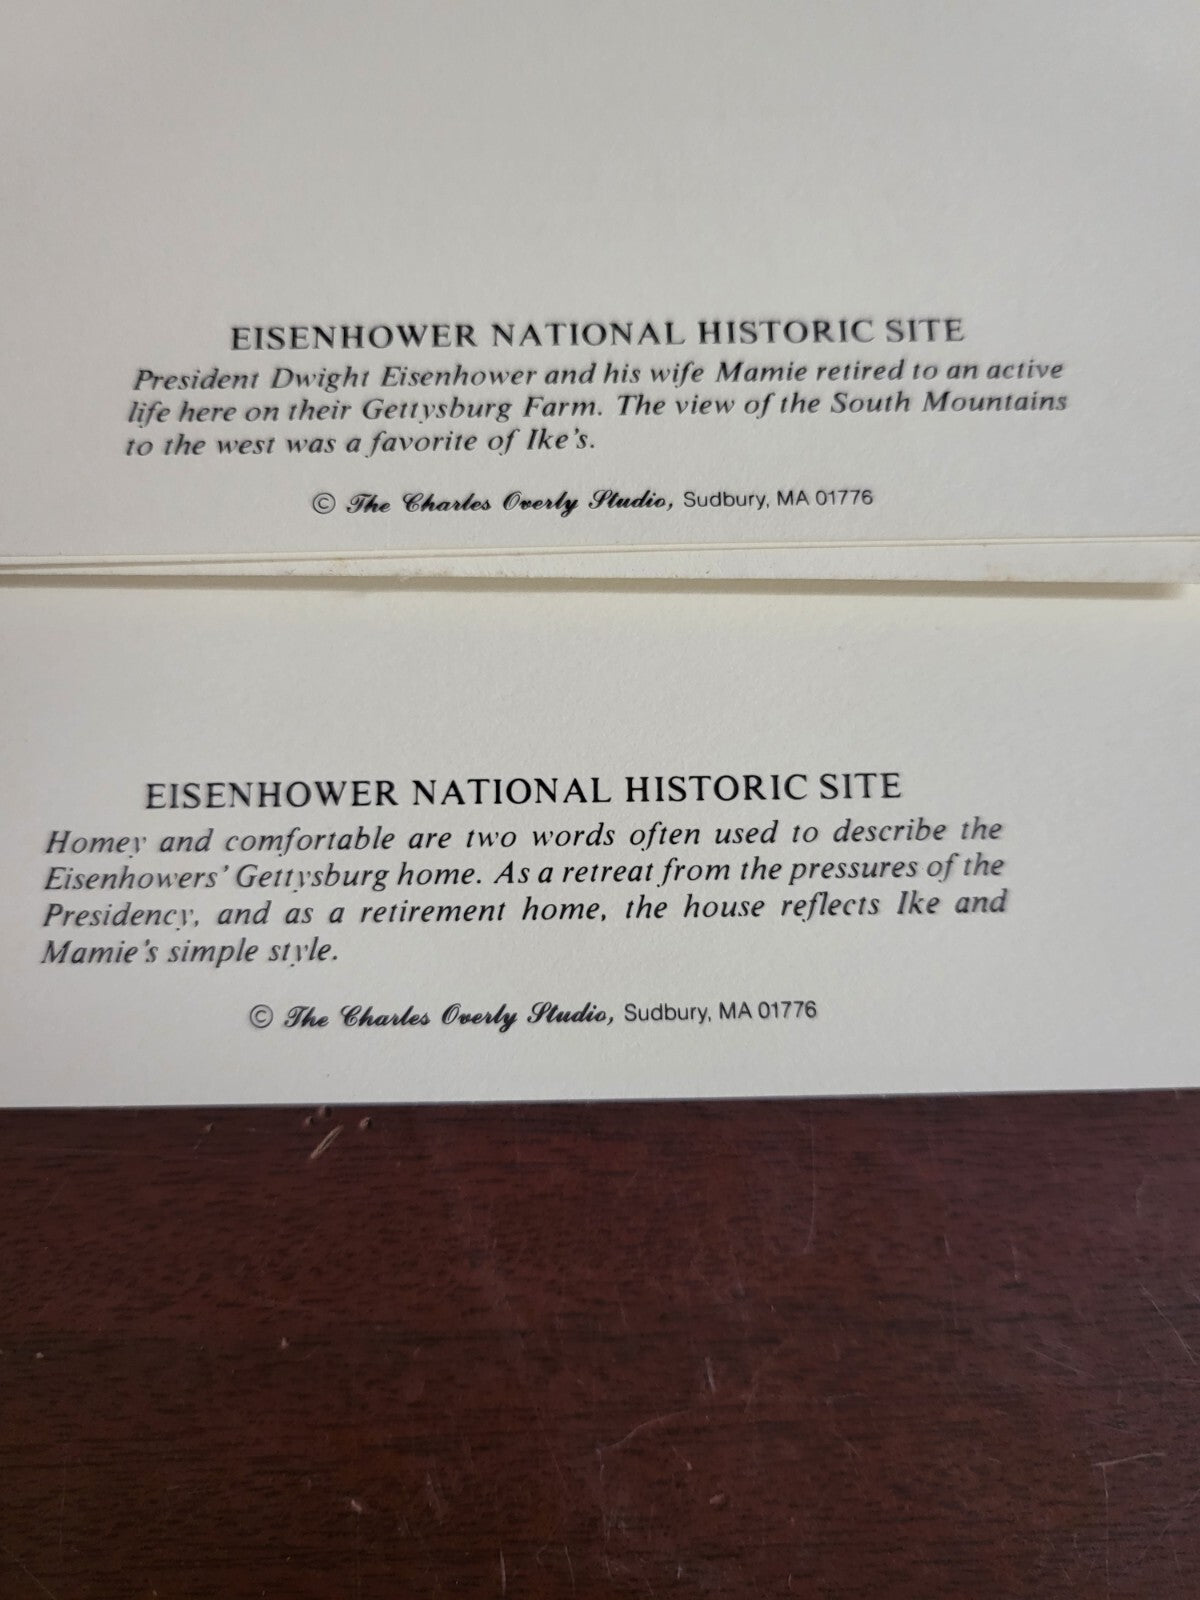 EISENHOWER NATIONAL HISTORIC SITE
President Dwight Eisenhower and his wife Mamie retired to an active
life here on their Gettysburg Farm. The view of the South Mountains
to the west was a favorite of Ike's.
© The Charles Overly Studio, Sudbury, MA 01776
EISENHOWER NATIONAL HISTORIC SITE
Homey and comfortable are two words often used to describe the
Eisenhowers' Gettysburg home. As a retreat from the pressures of the
Presidency, and as a retirement home, the house reflects Ike and
Mamie's simple style.
© The Charles Overly Studio, Sudbury, MA 01776